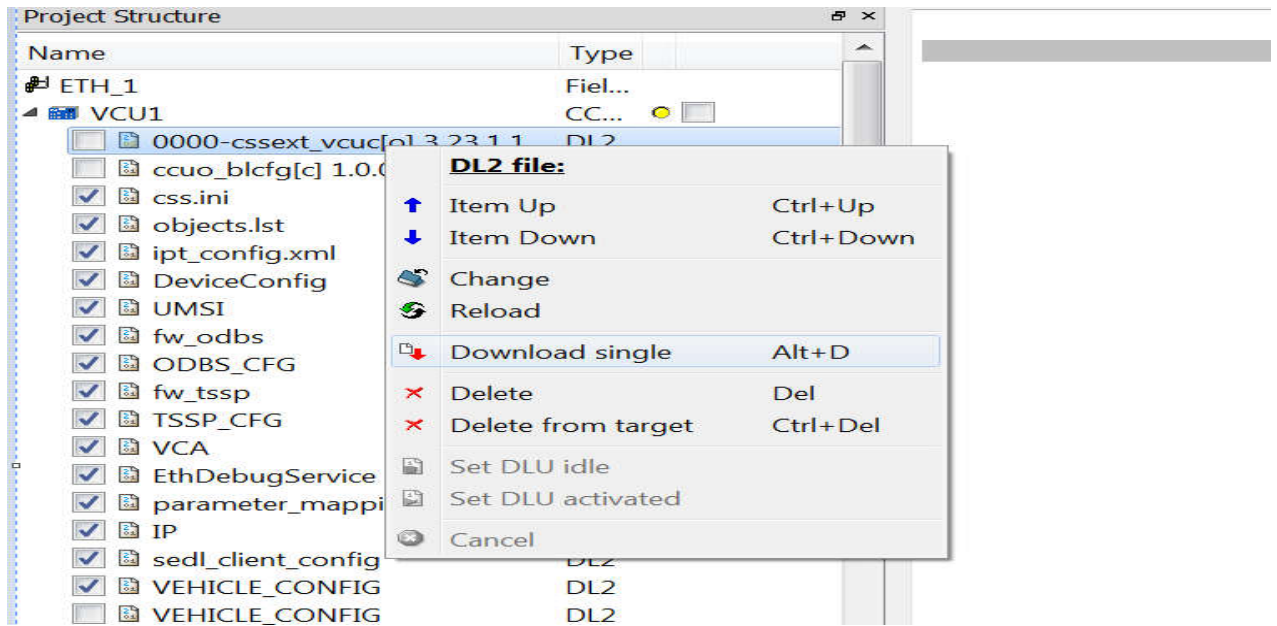 Project Structure
Name Type
ETH_1 Fiel...
VCU1 CC...
0000-cssext_vcuc[o] 3.23.1.1 DL2
ccuo_blcfg[c] 1.0.0
css.ini
objects.lst
ipt_config.xml
DeviceConfig
UMSI
fw_odbs
ODBS_CFG
fw_tssp
TSSP_CFG
VCA
EthDebugService
parameter_mappi
IP
sedl_client_config DL2
VEHICLE_CONFIG DL2
VEHICLE_CONFIG DL2
DL2 file:
Item Up Ctrl+Up
Item Down Ctrl+Down
Change
Reload
Download single Alt+D
Delete Del
Delete from target Ctrl+Del
Set DLU idle
Set DLU activated
Cancel